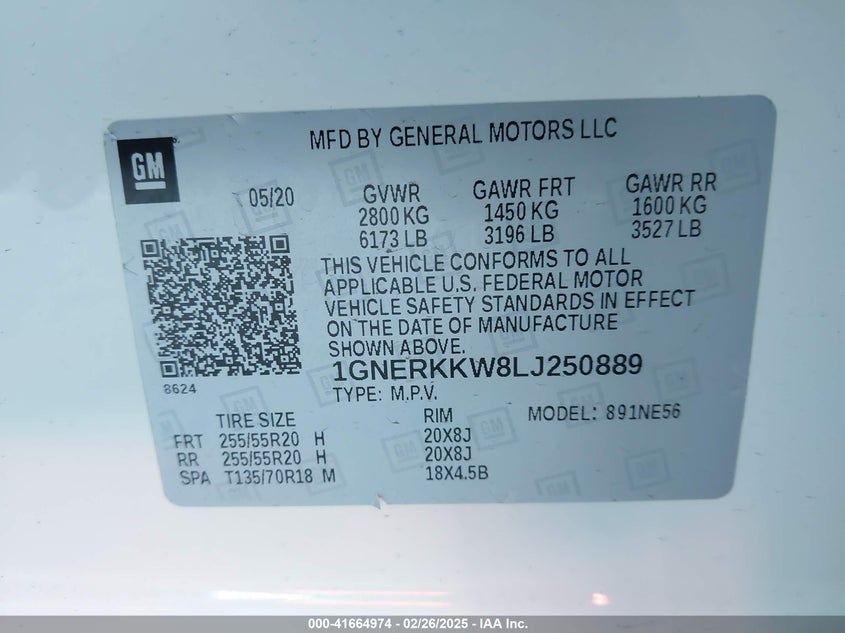 MFD BY GENERAL MOTORS LLC
GM
05/20 GVWR GAWR FRT GAWR RR
2800 KG 1450 KG 1600 KG
6173 LB 3196 LB 3527 LB
THIS VEHICLE CONFORMS TO ALL
APPLICABLE U.S. FEDERAL MOTOR
VEHICLE SAFETY STANDARDS IN EFFECT
ON THE DATE OF MANUFACTURE
SHOWN ABOVE.
8624
1GNERKKW8LJ250889
TYPE: M.P.V.
TIRE SIZE RIM MODEL: 891NE56
FRT 255/55R20 H 20X8J
RR 255/55R20 H 20X8J
SPA T135/70R18 M 18X4.5B
000-41664974 / 02/26/2025 - IAA Inc.